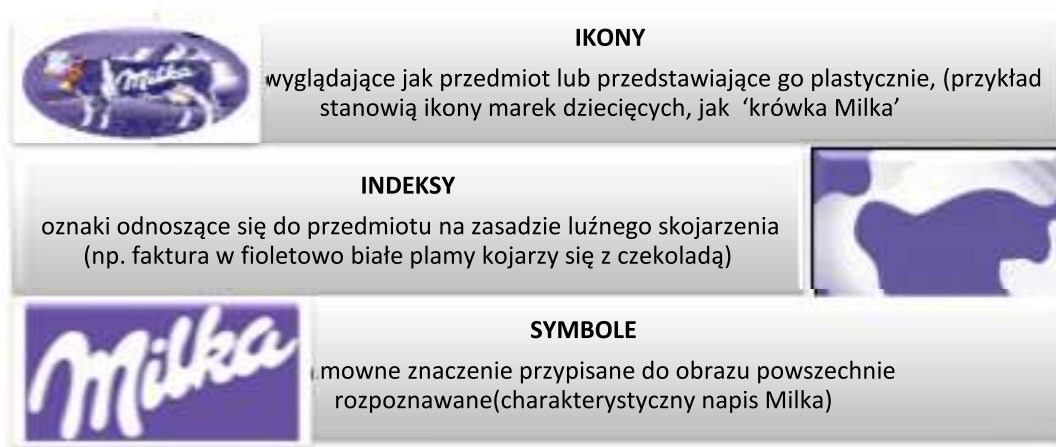 Milka
IKONY
wyglądające jak przedmiot lub przedstawiające go plastycznie, (przykład
stanowią ikony marek dziecięcych, jak ‘krówka Milka’
INDEKSY
oznaki odnoszące się do przedmiotu na zasadzie luźnego skojarzenia
(np. faktura w fioletowo białe plamy kojarzy się z czekoladą)
Milka
SYMBOLE
mowne znaczenie przypisane do obrazu powszechnie
rozpoznawane(charakterystyczny napis Milka)